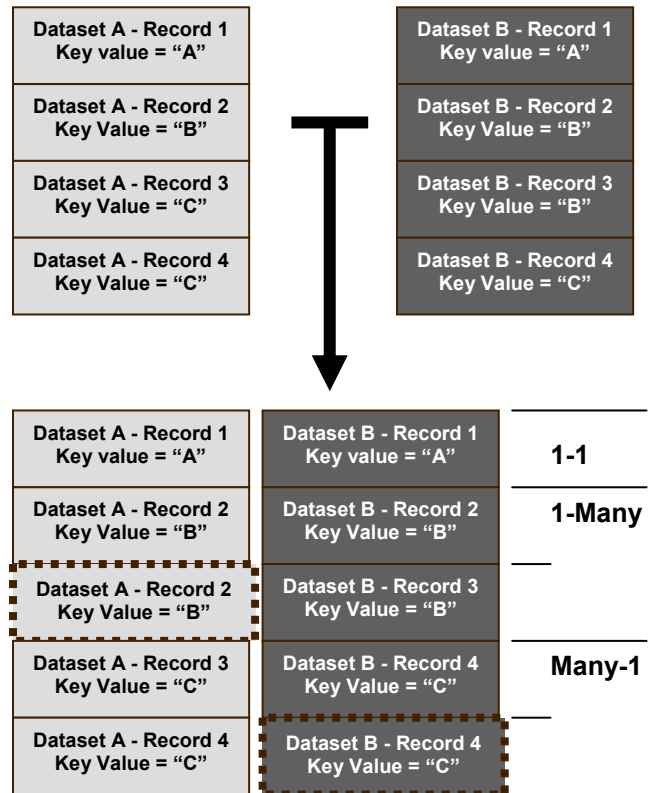 Dataset A - Record 1
Key value = “A”
Dataset A - Record 2
Key Value = “B”
Dataset A - Record 3
Key Value = “C”
Dataset A - Record 4
Key Value = “C”
Dataset B - Record 1
Key value = “A”
Dataset B - Record 2
Key Value = “B”
Dataset B - Record 3
Key Value = “B”
Dataset B - Record 4
Key Value = “C”
Dataset A - Record 1
Key value = “A”
Dataset B - Record 1
Key value = “A”
1-1
Dataset A - Record 2
Key Value = “B”
Dataset B - Record 2
Key Value = “B”
1-Many
Dataset A - Record 2
Key Value = “B”
Dataset B - Record 3
Key Value = “B”
Dataset A - Record 3
Key Value = “C”
Dataset B - Record 4
Key Value = “C”
Many-1
Dataset A - Record 4
Key Value = “C”
Dataset B - Record 4
Key Value = “C”